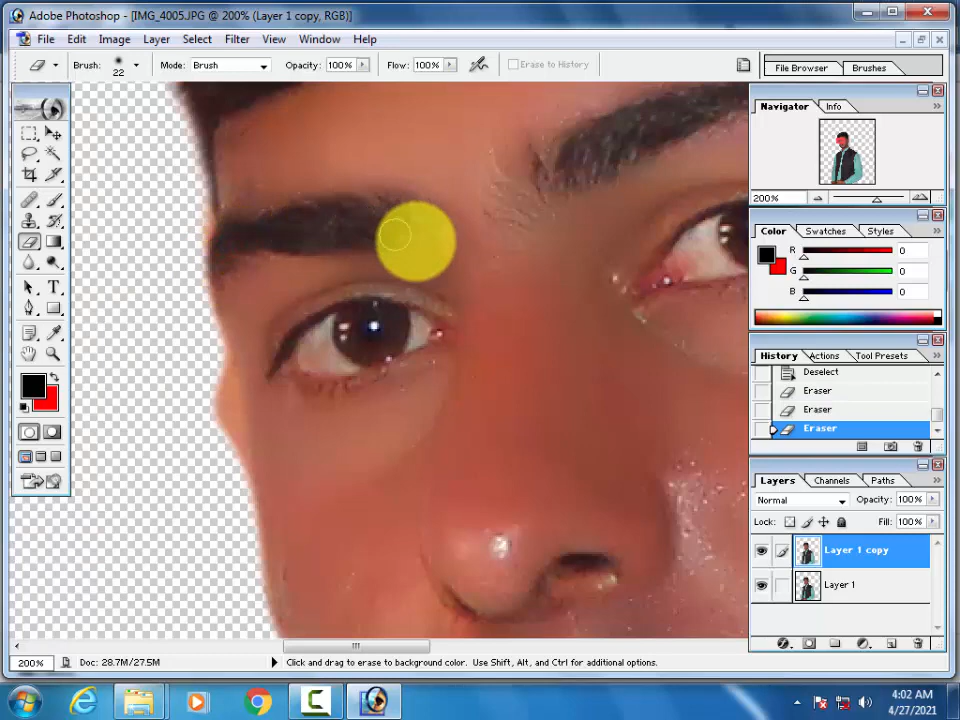 Adobe Photoshop - [IMG_4005.JPG @ 200% (Layer 1 copy, RGB)]
File Edit Image Layer Select Filter View Window Help
Brush: 22 Mode: Brush Opacity: 100% Flow: 100% Erase to History File Browser Brushes
Navigator Info
200%
Color Swatches Styles
R 0
G 0
B 0
History Actions Tool Presets
Deselect
Eraser
Eraser
Eraser
Layers Channels Paths
Normal Opacity: 100%
Lock: Fill: 100%
Layer 1 copy
Layer 1
200% Doc: 28.7M/27.5M Click and drag to erase to background color. Use Shift, Alt, and Ctrl for additional options.
4:02 AM
4/27/2021